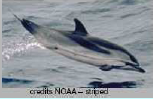 credits NOAA – striped